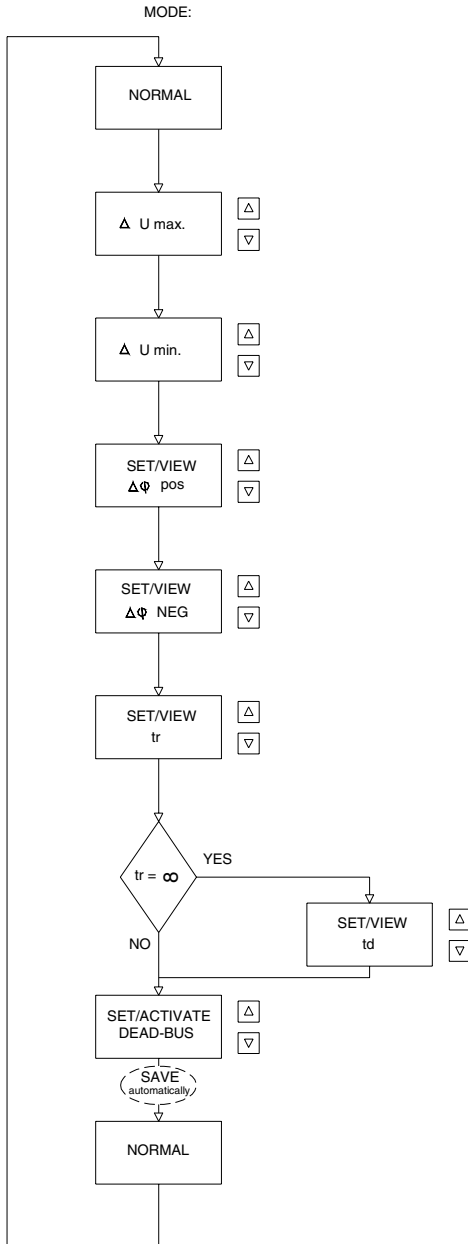 MODE:
NORMAL
Δ U max.
Δ U min.
SET/VIEW
Δφ pos
SET/VIEW
Δφ NEG
SET/VIEW
tr
tr = ∞
YES
NO
SET/VIEW
td
SET/ACTIVATE
DEAD-BUS
SAVE
automatically
NORMAL